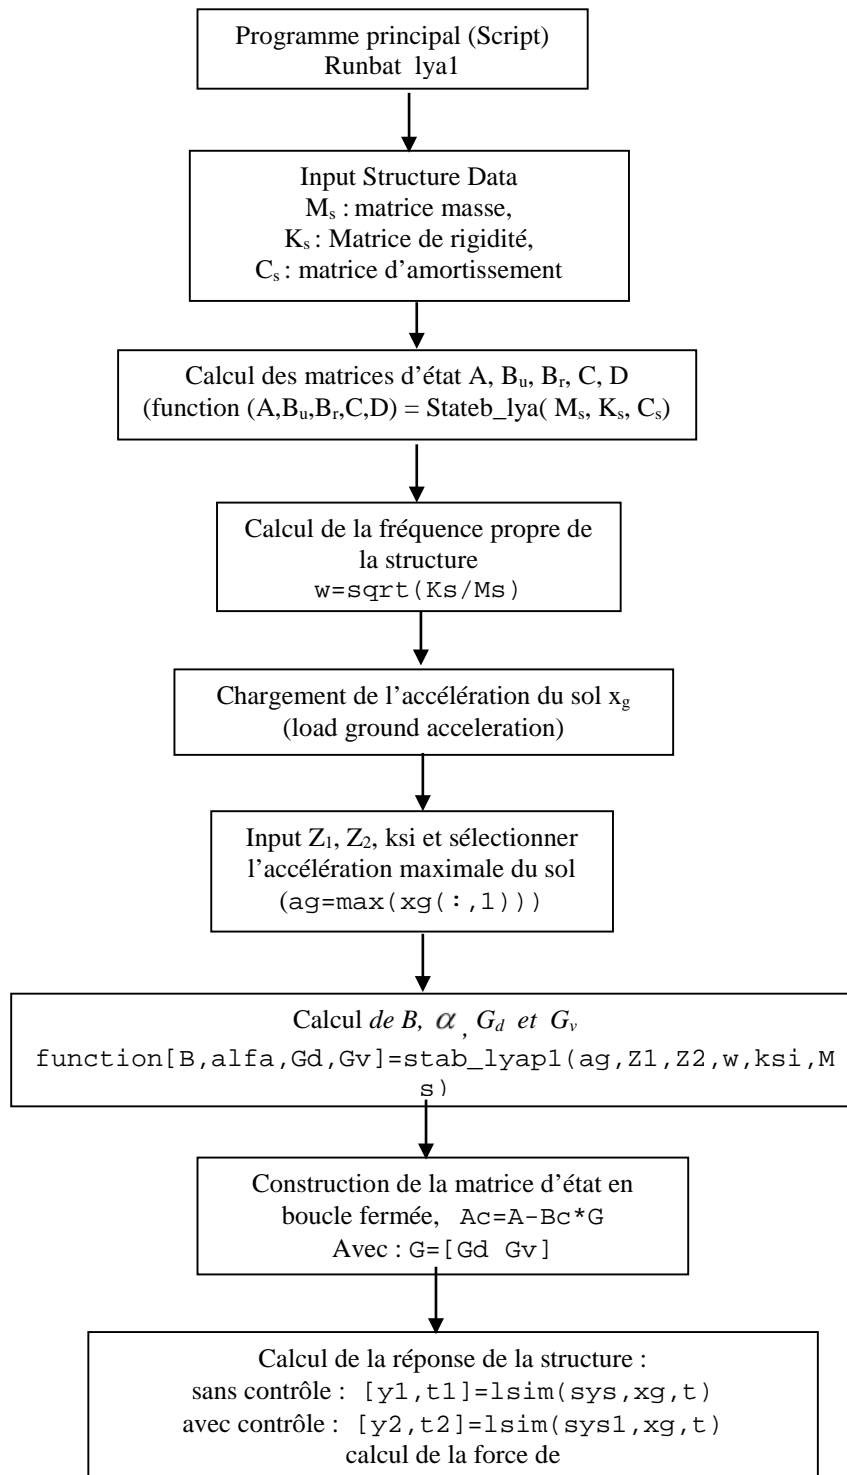 Programme principal (Script)
Runbat lya1
Input Structure Data
Mₛ : matrice masse,
Kₛ : Matrice de rigidité,
Cₛ : matrice d’amortissement
Calcul des matrices d’état A, Bᵤ, Bᵣ, C, D
(function (A,Bᵤ,Bᵣ,C,D) = Stateb_lya( Mₛ, Kₛ, Cₛ)
Calcul de la fréquence propre de
la structure
w=sqrt(Ks/Ms)
Chargement de l’accélération du sol x_g
(load ground acceleration)
Input Z₁, Z₂, ksi et sélectionner
l’accélération maximale du sol
(ag=max(xg(:,1)))
Calcul de B, α , G_d et G_v
function[B,alfa,Gd,Gv]=stab_lyap1(ag,Z1,Z2,w,ksi,M
s)
Construction de la matrice d’état en
boucle fermée, Ac=A-Bc*G
Avec : G=[Gd Gv]
Calcul de la réponse de la structure :
sans contrôle : [y1,t1]=lsim(sys,xg,t)
avec contrôle : [y2,t2]=lsim(sys1,xg,t)
calcul de la force de